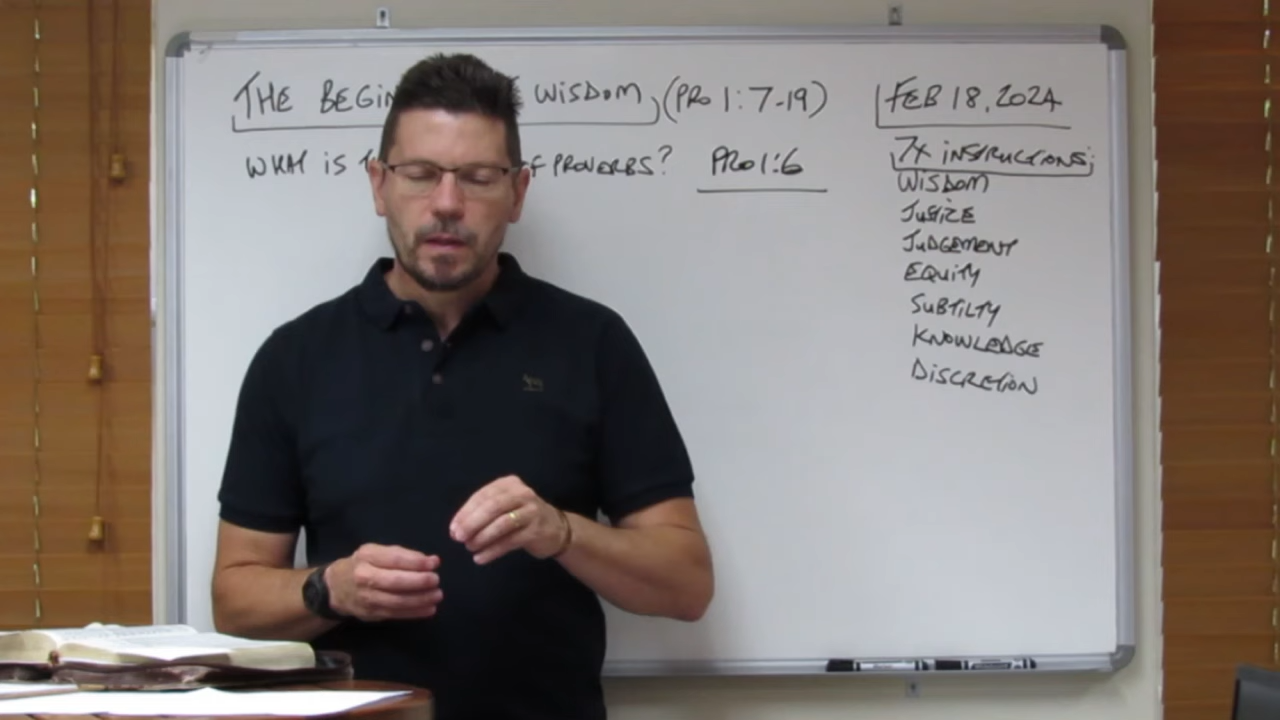 THE BEGIN WISDOM, (PRO 1:7-19)
WHAT IS T OF PROVERBS? PRO 1:6
FEB 18, 2024
7X INSTRUCTIONS;
WISDOM
JUSTICE
JUDGEMENT
EQUITY
SUBTILTY
KNOWLEDGE
DISCRETION